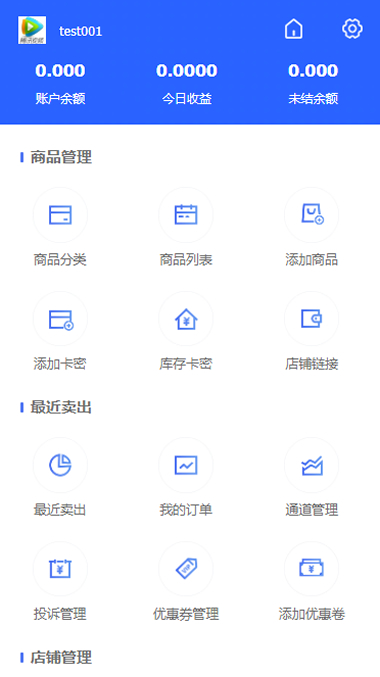 test001
0.000 0.0000 0.000
账户余额 今日收益 未结余额
商品管理
商品分类 商品列表 添加商品
添加卡密 库存卡密 店铺链接
最近卖出
最近卖出 我的订单 通道管理
投诉管理 优惠券管理 添加优惠卷
店铺管理